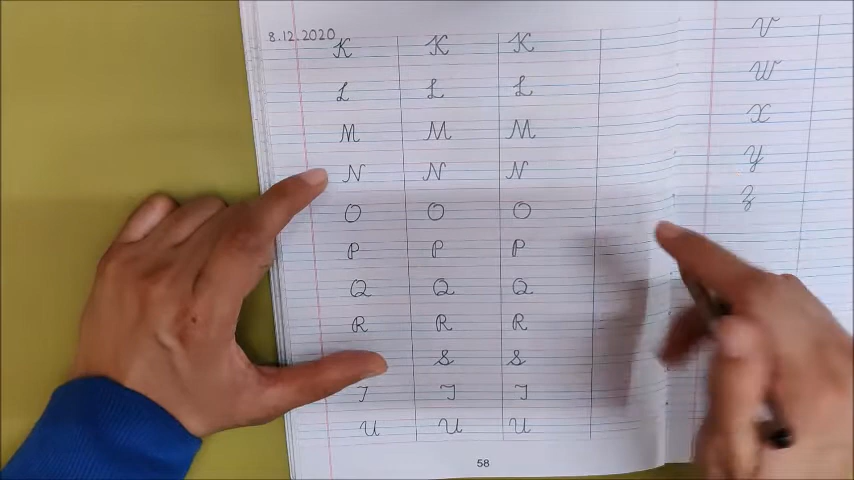 8.12.2020
K K K
L L L
M M M
N N N
O O O
P P P
Q Q Q
R R R
S S
T T T
U U U
58
V
W
X
Y
Z